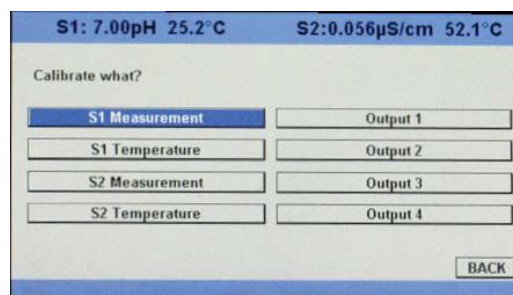 S1: 7.00pH 25.2°C S2:0.056µS/cm 52.1°C
Calibrate what?
S1 Measurement Output 1
S1 Temperature Output 2
S2 Measurement Output 3
S2 Temperature Output 4
BACK